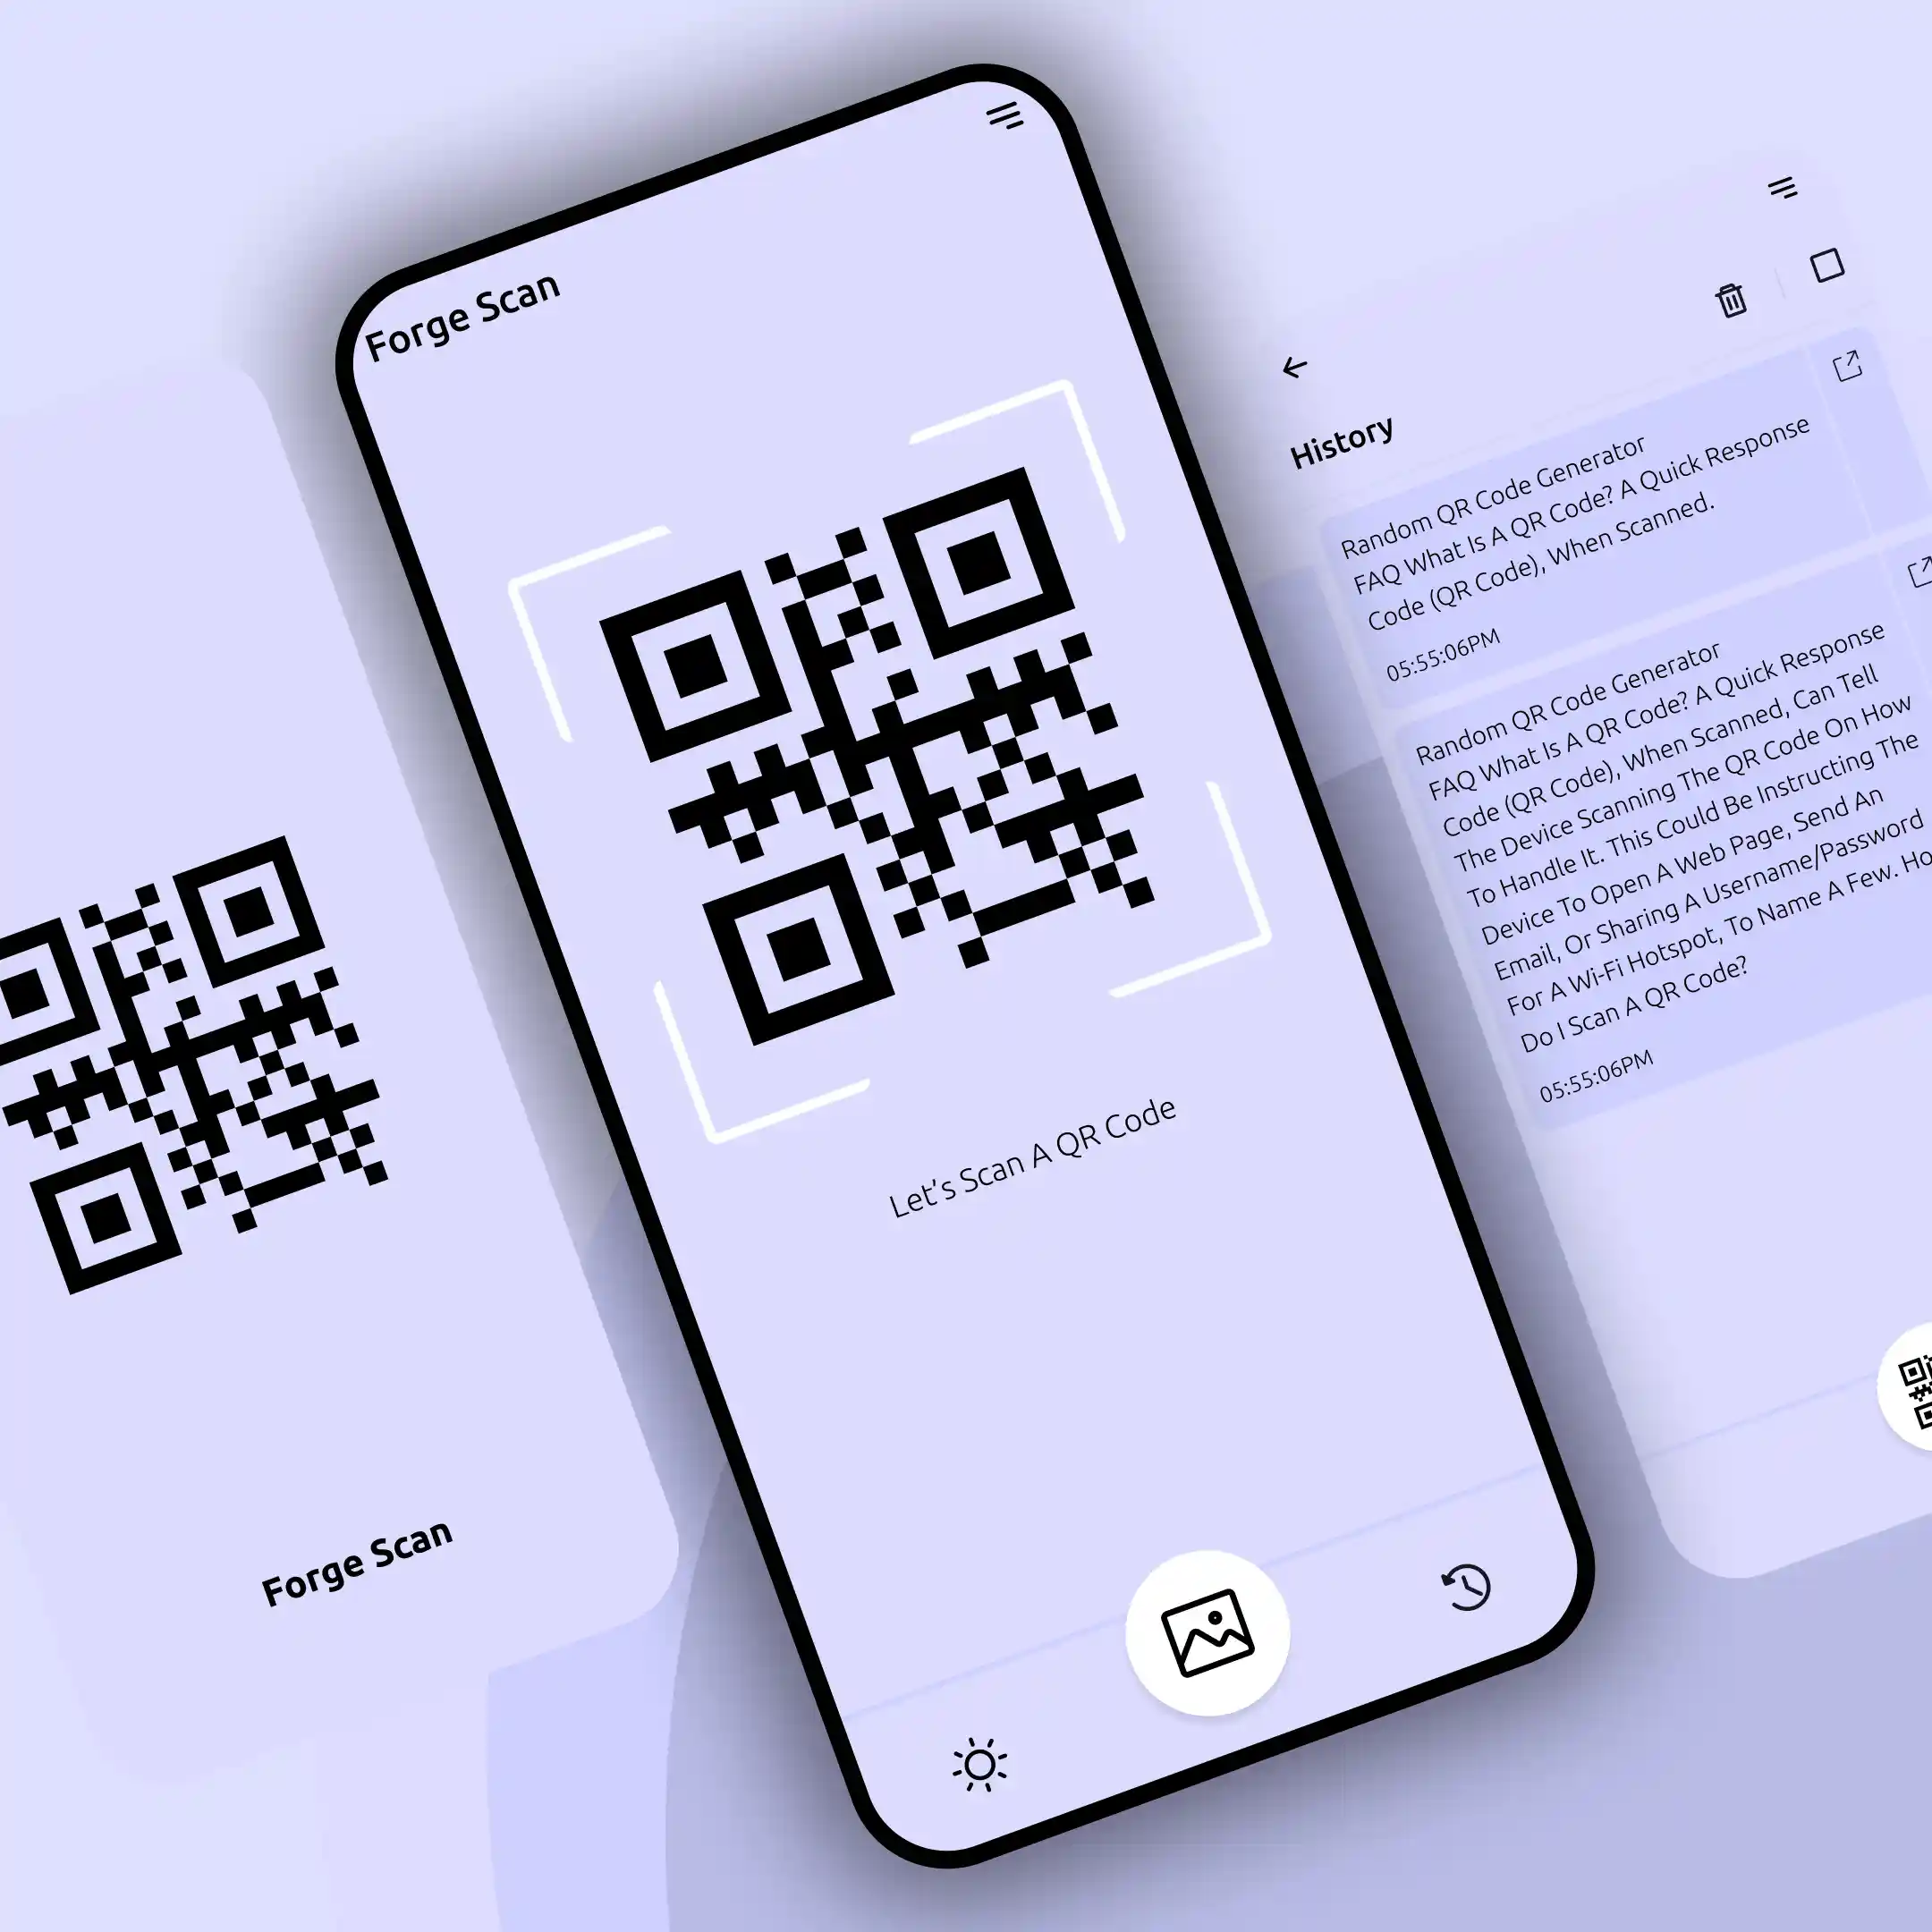 Forge Scan
Forge Scan
Let's Scan A QR Code
History
Random QR Code Generator
FAQ What Is A QR Code? A Quick Response
Code (QR Code), When Scanned.
05:55:06PM
Random QR Code Generator
FAQ What Is A QR Code? A Quick Response
Code (QR Code), When Scanned, Can Tell
The Device Scanning The QR Code On How
To Handle It. This Could Be Instructing The
Device To Open A Web Page, Send An
Email, Or Sharing A Username/Password
For A Wi-Fi Hotspot, To Name A Few. Ho
Do I Scan A QR Code?
05:55:06PM